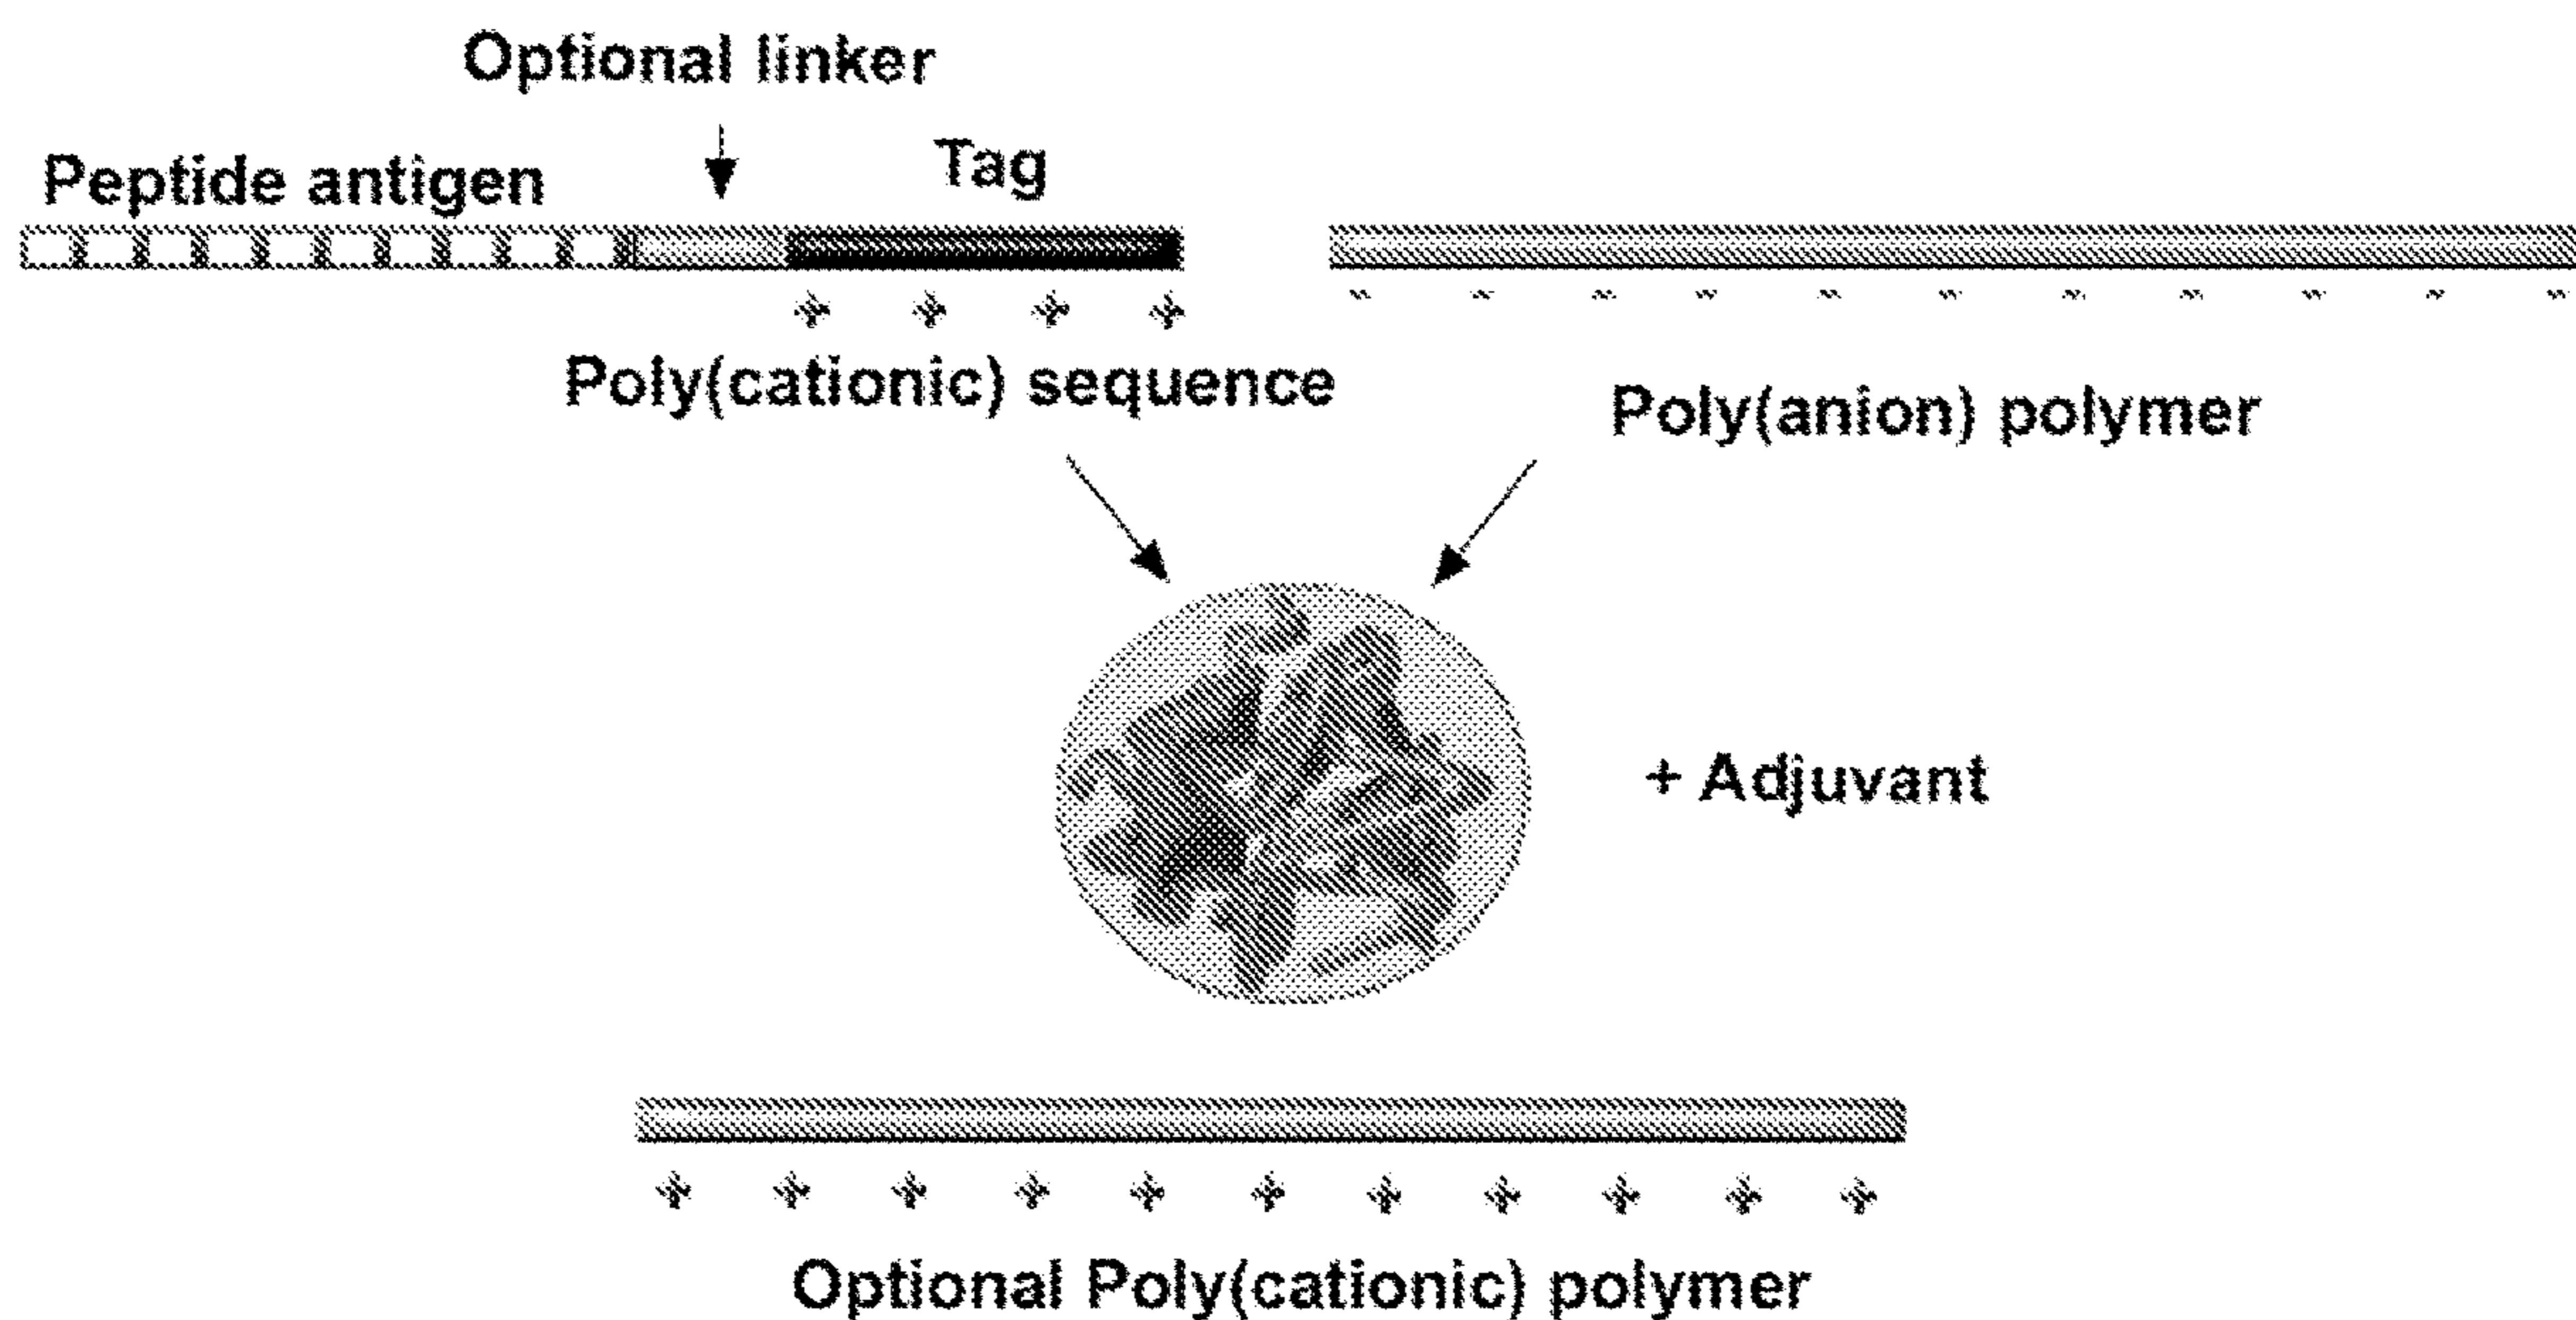 Optional linker
Peptide antigen
Tag
+ + + +
- - - - - - - - - - -
Poly(cationic) sequence
Poly(anion) polymer
+ Adjuvant
+ + + + + + + + + + +
Optional Poly(cationic) polymer